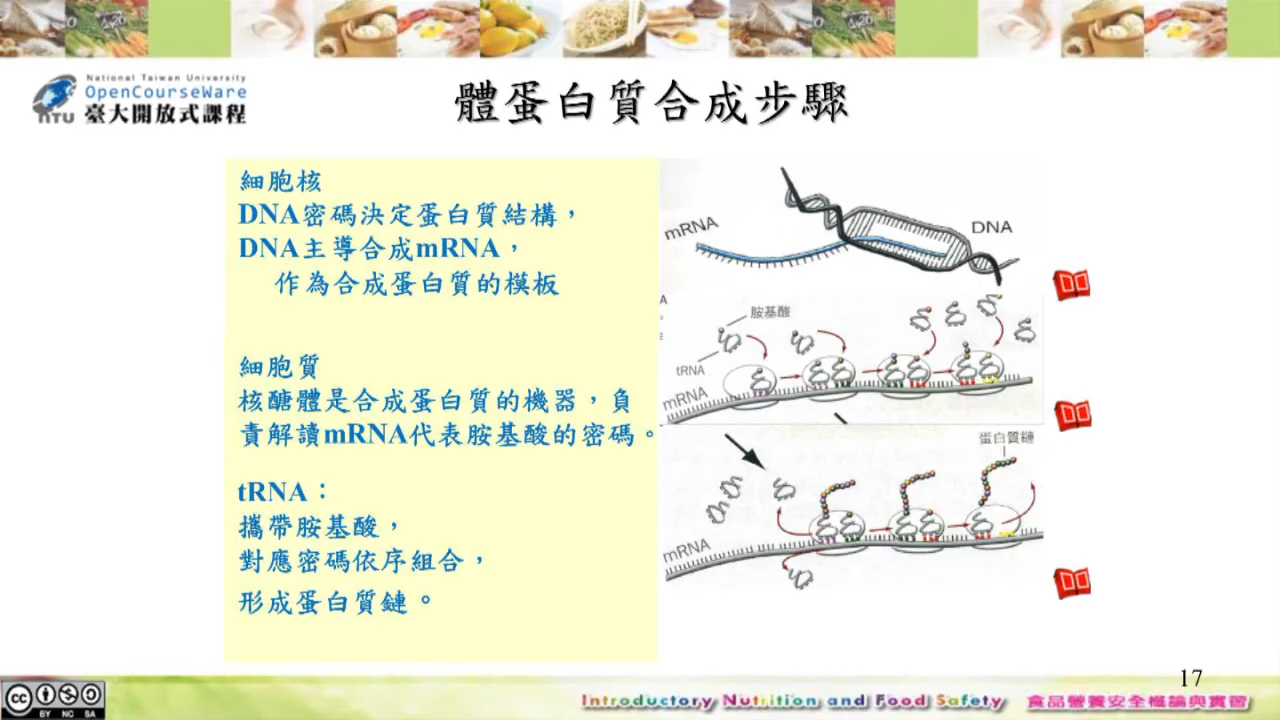 National Taiwan University
OpenCourseWare
臺大開放式課程
NTU
體蛋白質合成步驟
細胞核
DNA密碼決定蛋白質結構，
DNA主導合成mRNA，
作為合成蛋白質的模板
細胞質
核醣體是合成蛋白質的機器，負
責解讀mRNA代表胺基酸的密碼。
tRNA：
攜帶胺基酸，
對應密碼依序組合，
形成蛋白質鏈。
mRNA
DNA
胺基酸
tRNA
mRNA
蛋白質鏈
mRNA
17
CC BY NC SA
Introductory Nutrition and Food Safety 食品營養安全概論與實習